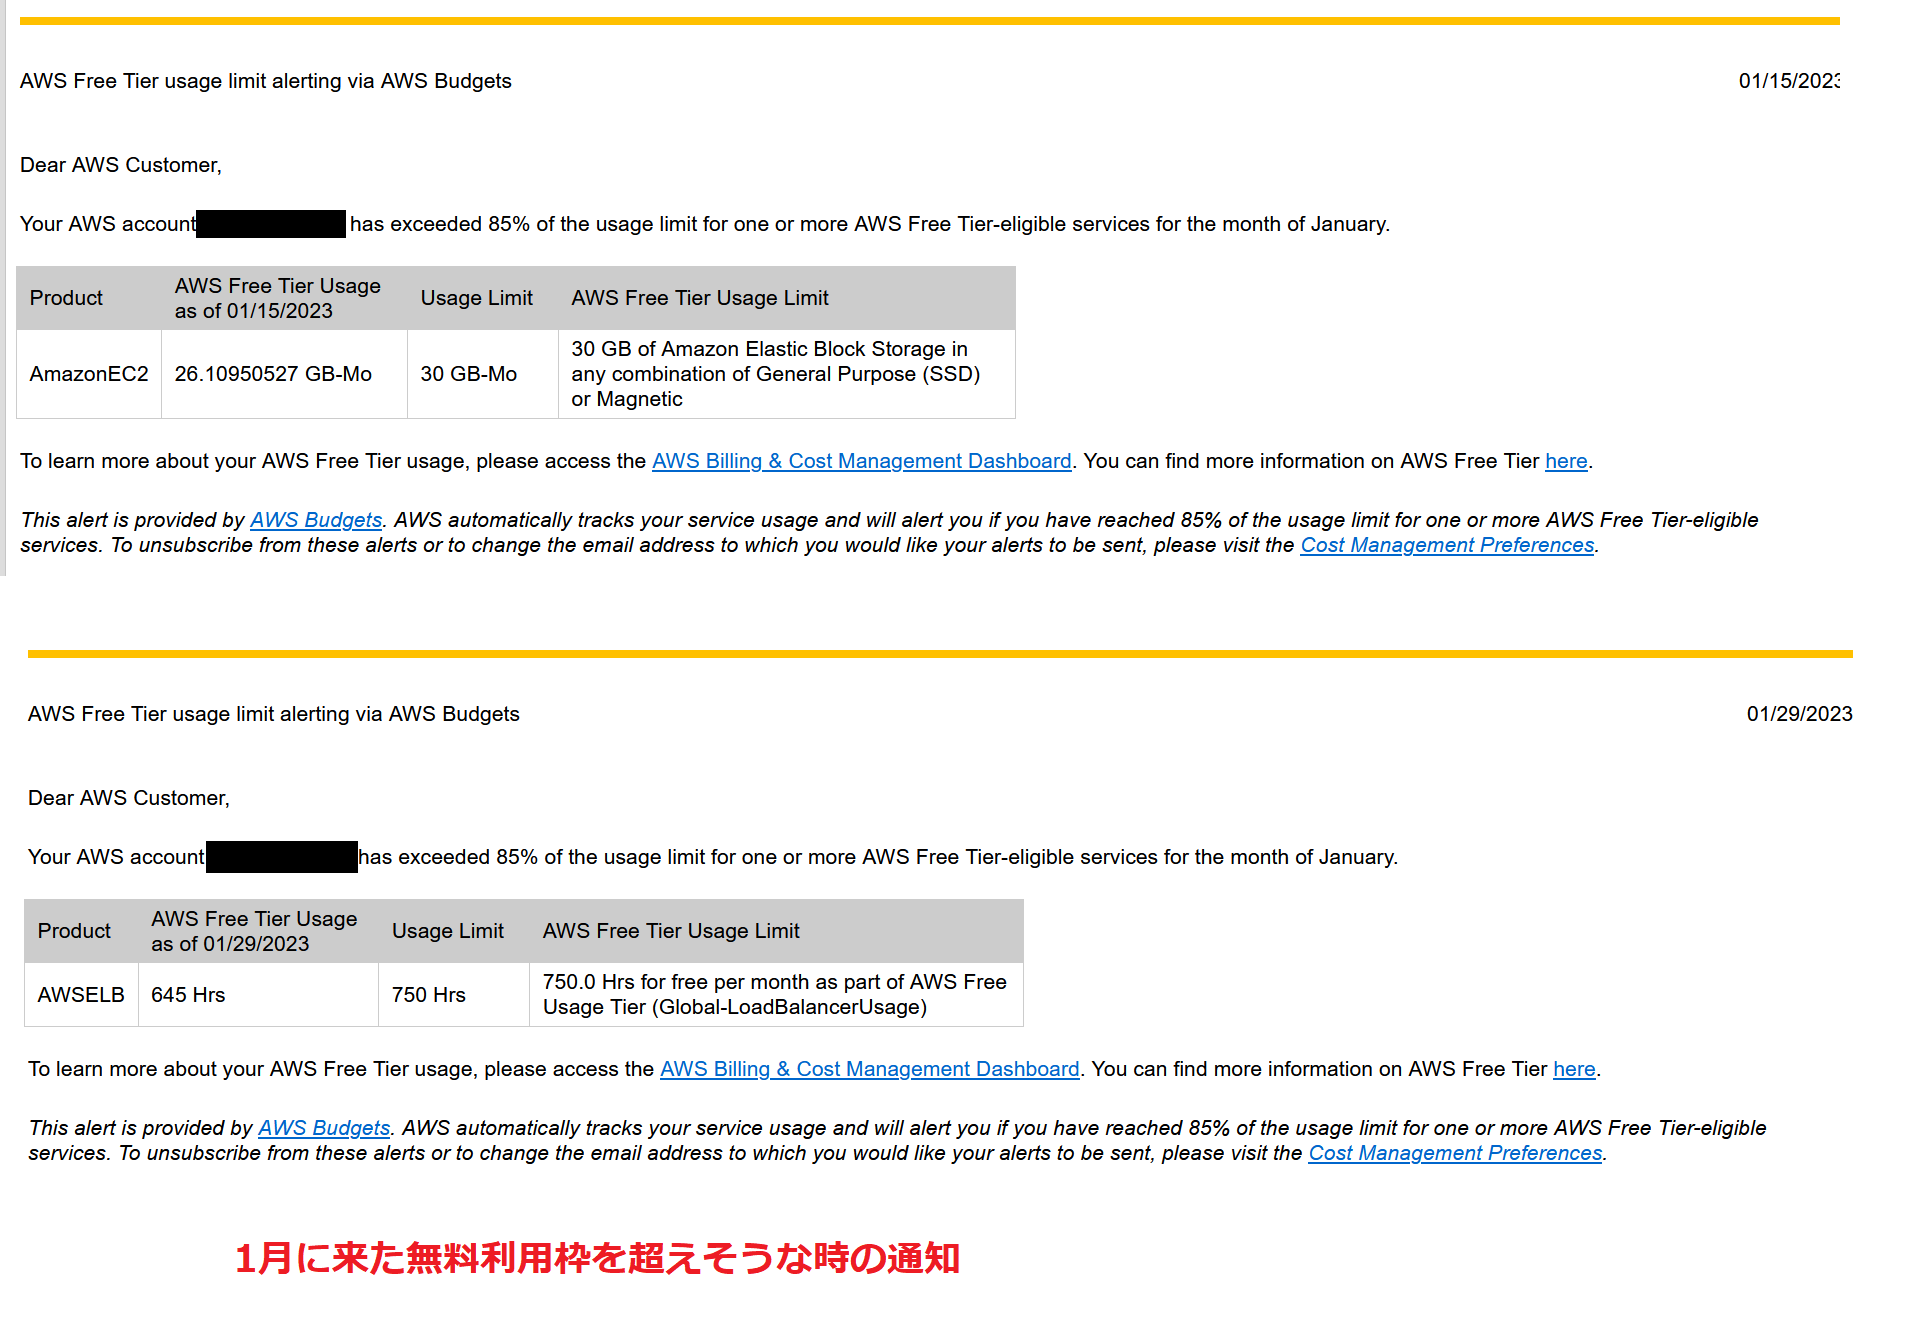 AWS Free Tier usage limit alerting via AWS Budgets 01/15/2023
Dear AWS Customer,
Your AWS account has exceeded 85% of the usage limit for one or more AWS Free Tier-eligible services for the month of January.
Product AWS Free Tier Usage as of 01/15/2023 Usage Limit AWS Free Tier Usage Limit
AmazonEC2 26.10950527 GB-Mo 30 GB-Mo 30 GB of Amazon Elastic Block Storage in
any combination of General Purpose (SSD)
or Magnetic
To learn more about your AWS Free Tier usage, please access the AWS Billing & Cost Management Dashboard. You can find more information on AWS Free Tier here.
This alert is provided by AWS Budgets. AWS automatically tracks your service usage and will alert you if you have reached 85% of the usage limit for one or more AWS Free Tier-eligible
services. To unsubscribe from these alerts or to change the email address to which you would like your alerts to be sent, please visit the Cost Management Preferences.
AWS Free Tier usage limit alerting via AWS Budgets 01/29/2023
Dear AWS Customer,
Your AWS account has exceeded 85% of the usage limit for one or more AWS Free Tier-eligible services for the month of January.
Product AWS Free Tier Usage as of 01/29/2023 Usage Limit AWS Free Tier Usage Limit
AWSELB 645 Hrs 750 Hrs 750.0 Hrs for free per month as part of AWS Free
Usage Tier (Global-LoadBalancerUsage)
To learn more about your AWS Free Tier usage, please access the AWS Billing & Cost Management Dashboard. You can find more information on AWS Free Tier here.
This alert is provided by AWS Budgets. AWS automatically tracks your service usage and will alert you if you have reached 85% of the usage limit for one or more AWS Free Tier-eligible
services. To unsubscribe from these alerts or to change the email address to which you would like your alerts to be sent, please visit the Cost Management Preferences.
1月に来た無料利用枠を超えそうな時の通知